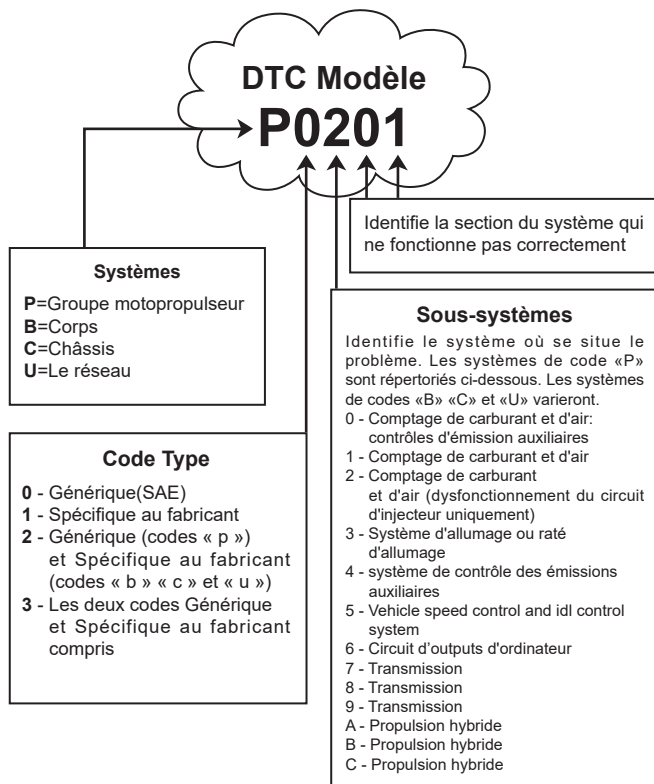 DTC Modèle
P0201
Identifie la section du système qui
ne fonctionne pas correctement
Systèmes
P=Groupe motopropulseur
B=Corps
C=Châssis
U=Le réseau
Code Type
0 - Générique(SAE)
1 - Spécifique au fabricant
2 - Générique (codes « p »)
et Spécifique au fabricant
(codes « b » « c » et « u »)
3 - Les deux codes Générique
et Spécifique au fabricant
compris
Sous-systèmes
Identifie le système où se situe le
problème. Les systèmes de code «P»
sont répertoriés ci-dessous. Les systèmes
de codes «B» «C» et «U» varieront.
0 - Comptage de carburant et d'air:
contrôles d'émission auxiliaires
1 - Comptage de carburant et d'air
2 - Comptage de carburant
et d'air (dysfonctionnement du circuit
d'injecteur uniquement)
3 - Système d'allumage ou raté
d'allumage
4 - système de contrôle des émissions
auxiliaires
5 - Vehicle speed control and idl control
system
6 - Circuit d’outputs d'ordinateur
7 - Transmission
8 - Transmission
9 - Transmission
A - Propulsion hybride
B - Propulsion hybride
C - Propulsion hybride